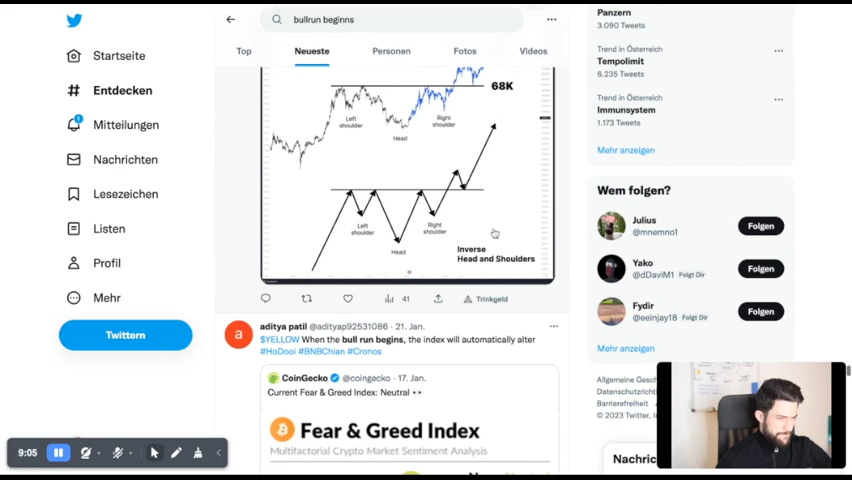 bullrun beginns
Top
Neueste
Personen
Fotos
Videos
Startseite
Entdecken
1
Mitteilungen
Nachrichten
Lesezeichen
Listen
Profil
Mehr
Twittern
68K
Left
shoulder
Right
shoulder
Head
Left
shoulder
Right
shoulder
Head
Inverse
Head and Shoulders
41
Trinkgeld
a
aditya patil @adityap92531086 · 21. Jan.
$YELLOW When the bull run begins, the index will automatically alter
#HoDooi #BNBChian #Cronos
CoinGecko @coingecko · 17. Jan.
Current Fear & Greed Index: Neutral 👀
Fear & Greed Index
Multifactorial Crypto Market Sentiment Analysis
Panzern
3.090 Tweets
Trend in Österreich
Tempolimit
6.235 Tweets
Trend in Österreich
Immunsystem
1.173 Tweets
Mehr anzeigen
Wem folgen?
Julius
@mnemno1
Folgen
Yako
@dDaviM1 Folgt Dir
Folgen
Fydir
@eeinjay18 Folgt Dir
Folgen
Mehr anzeigen
Allgemeine Gesch
Datenschutzricht
Barrierefreiheit
© 2023 Twitter,
Nachric
9:05